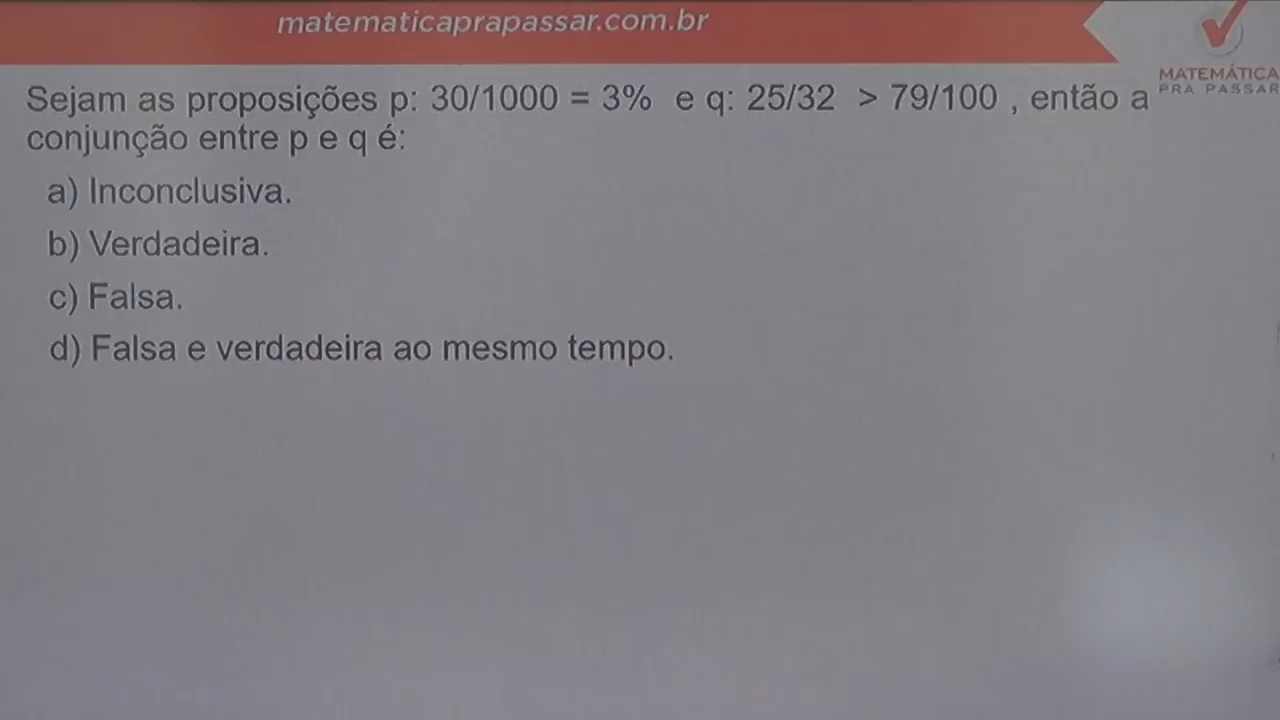 matematicaprapassar.com.br
MATEMÁTICA
PRA PASSAR
Sejam as proposições p: 30/1000 = 3% e q: 25/32 > 79/100 , então a
conjunção entre p e q é:
a) Inconclusiva.
b) Verdadeira.
c) Falsa.
d) Falsa e verdadeira ao mesmo tempo.